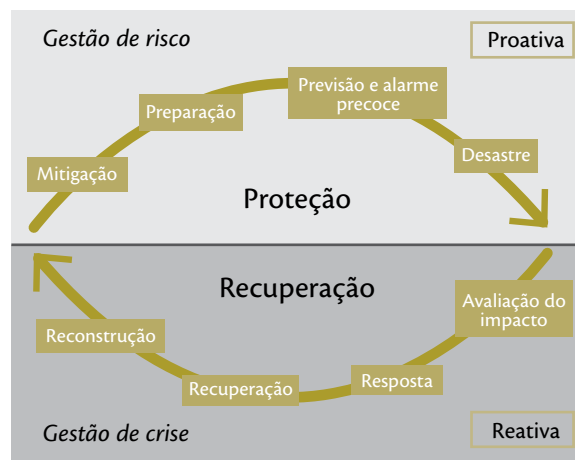 Gestão de risco
Proativa
Previsão e alarme
precoce
Preparação
Desastre
Mitigação
Proteção
Recuperação
Avaliação do
impacto
Reconstrução
Resposta
Recuperação
Gestão de crise
Reativa